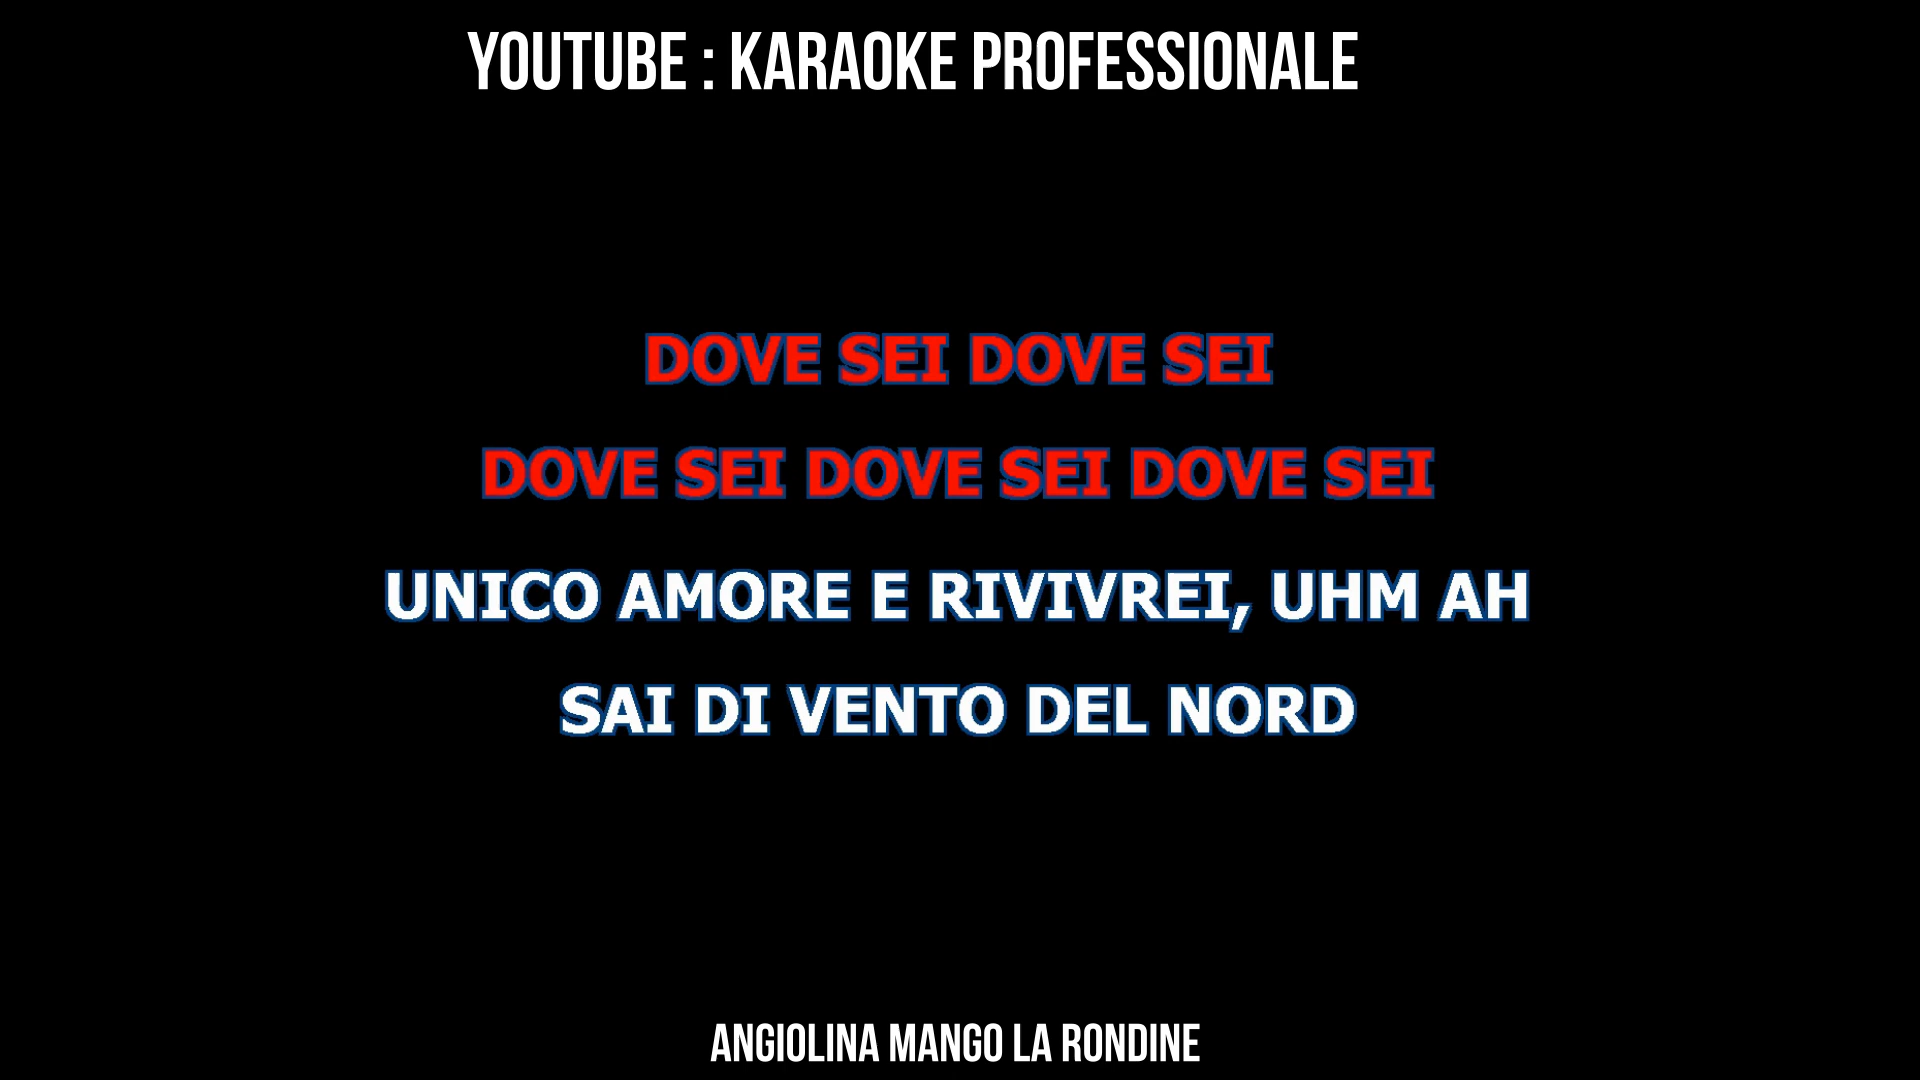 YOUTUBE : KARAOKE PROFESSIONALE
DOVE SEI DOVE SEI
DOVE SEI DOVE SEI DOVE SEI
UNICO AMORE E RIVIVREI, UHM AH
SAI DI VENTO DEL NORD
ANGIOLINA MANGO LA RONDINE